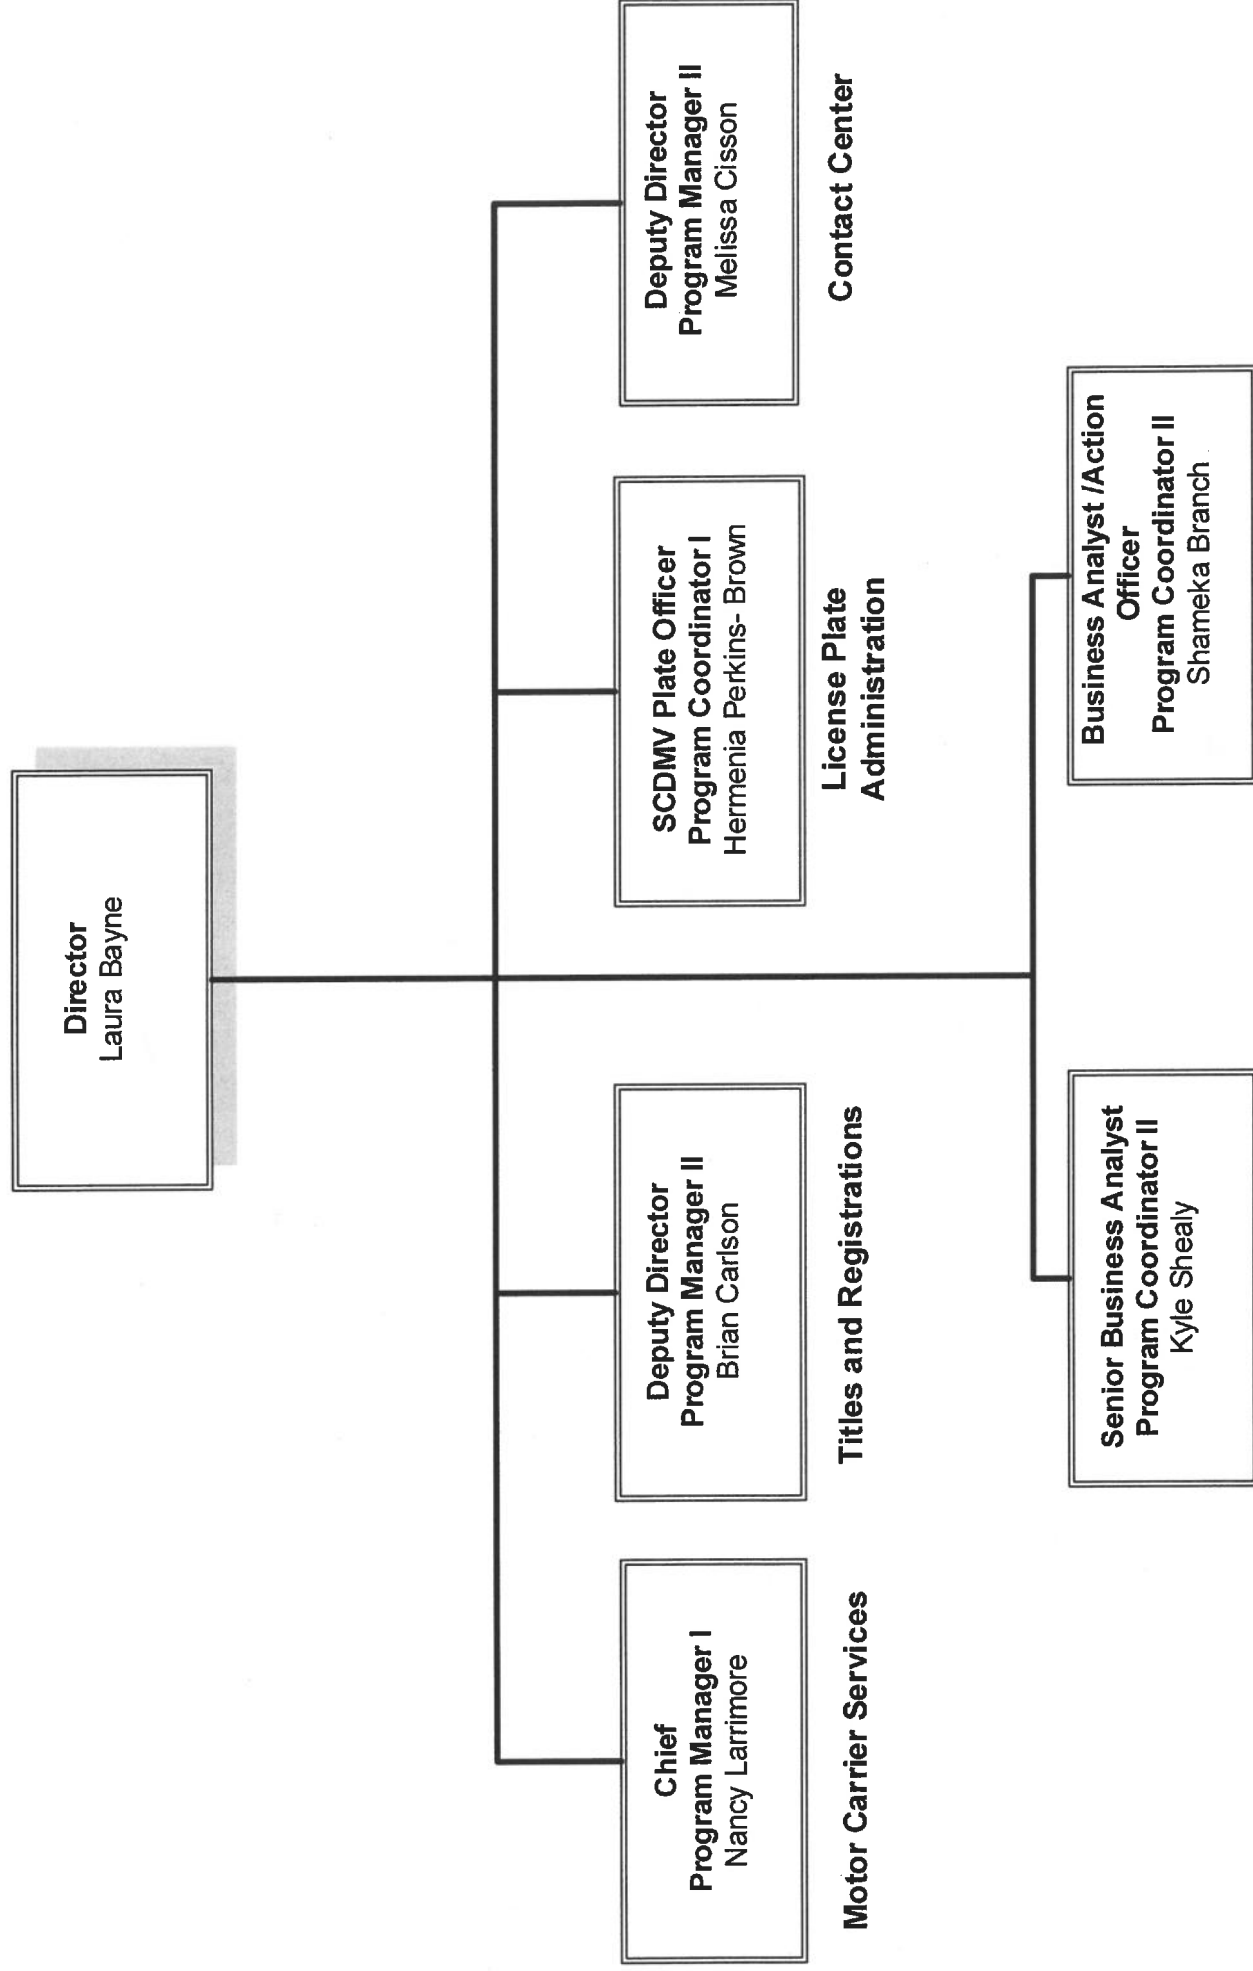 Director
Laura Bayne
Chief
Program Manager I
Nancy Larrimore
Motor Carrier Services
Deputy Director
Program Manager II
Brian Carlson
Titles and Registrations
SCDMV Plate Officer
Program Coordinator I
Hermenia Perkins- Brown
License Plate
Administration
Deputy Director
Program Manager II
Melissa Cisson
Contact Center
Senior Business Analyst
Program Coordinator II
Kyle Shealy
Business Analyst /Action
Officer
Program Coordinator II
Shameka Branch